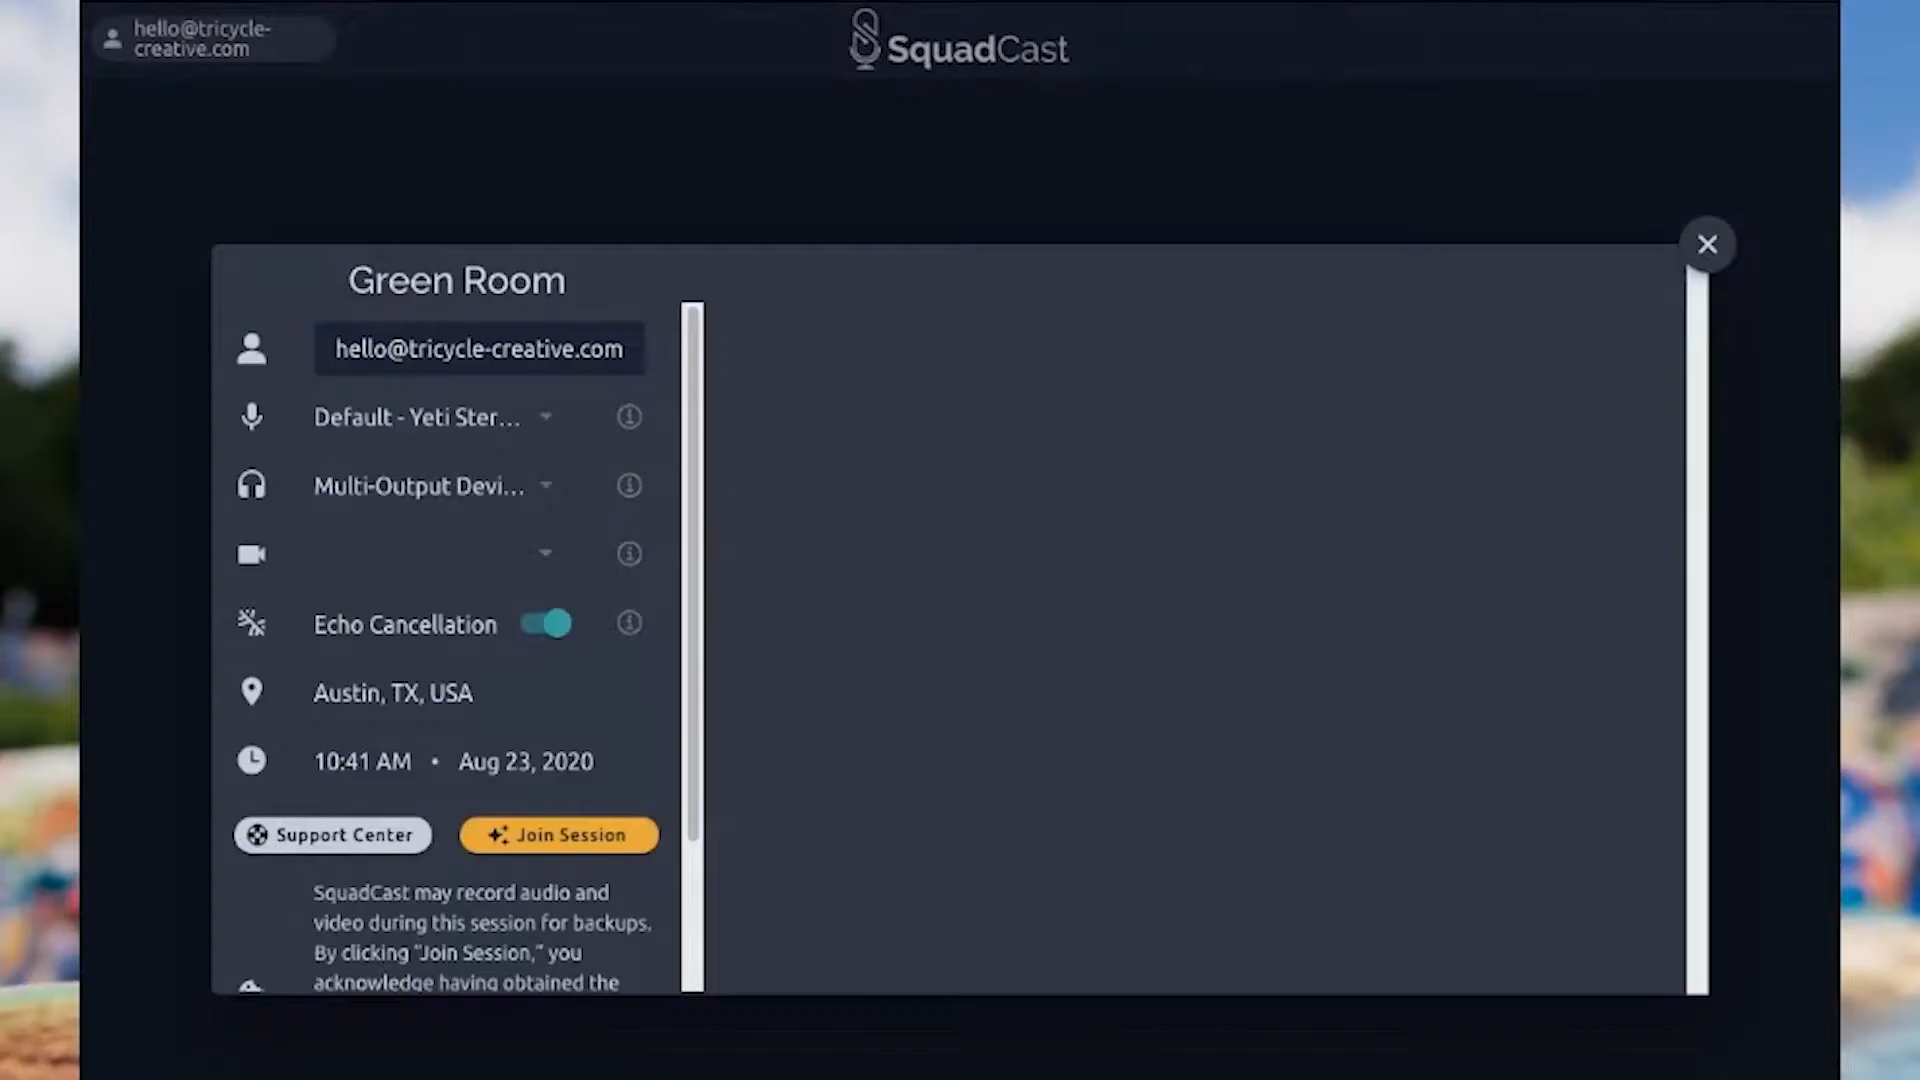 hello@tricycle-
creative.com
SquadCast
Green Room
hello@tricycle-creative.com
Default - Yeti Ster...
Multi-Output Devi...
Echo Cancellation
Austin, TX, USA
10:41 AM • Aug 23, 2020
Support Center
Join Session
SquadCast may record audio and
video during this session for backups.
By clicking "Join Session," you
acknowledge having obtained the